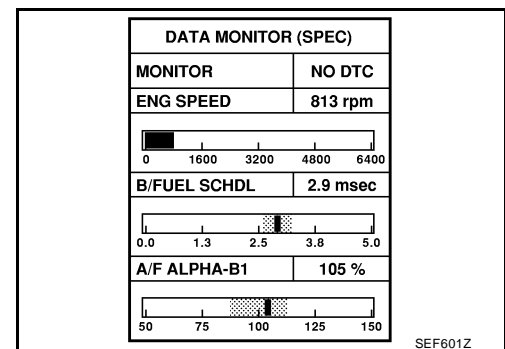 DATA MONITOR (SPEC)
MONITOR NO DTC
ENG SPEED 813 rpm
0 1600 3200 4800 6400
B/FUEL SCHDL 2.9 msec
0.0 1.3 2.5 3.8 5.0
A/F ALPHA-B1 105 %
50 75 100 125 150
SEF601Z